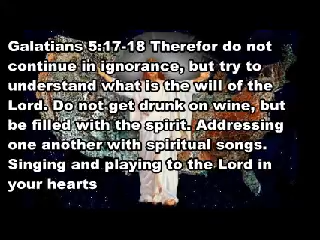 Galatians 5:17-18 Therefor do not
continue in ignorance, but try to
understand what is the will of the
Lord. Do not get drunk on wine, but
be filled with the spirit. Addressing
one another with spiritual songs.
Singing and playing to the Lord in
your hearts